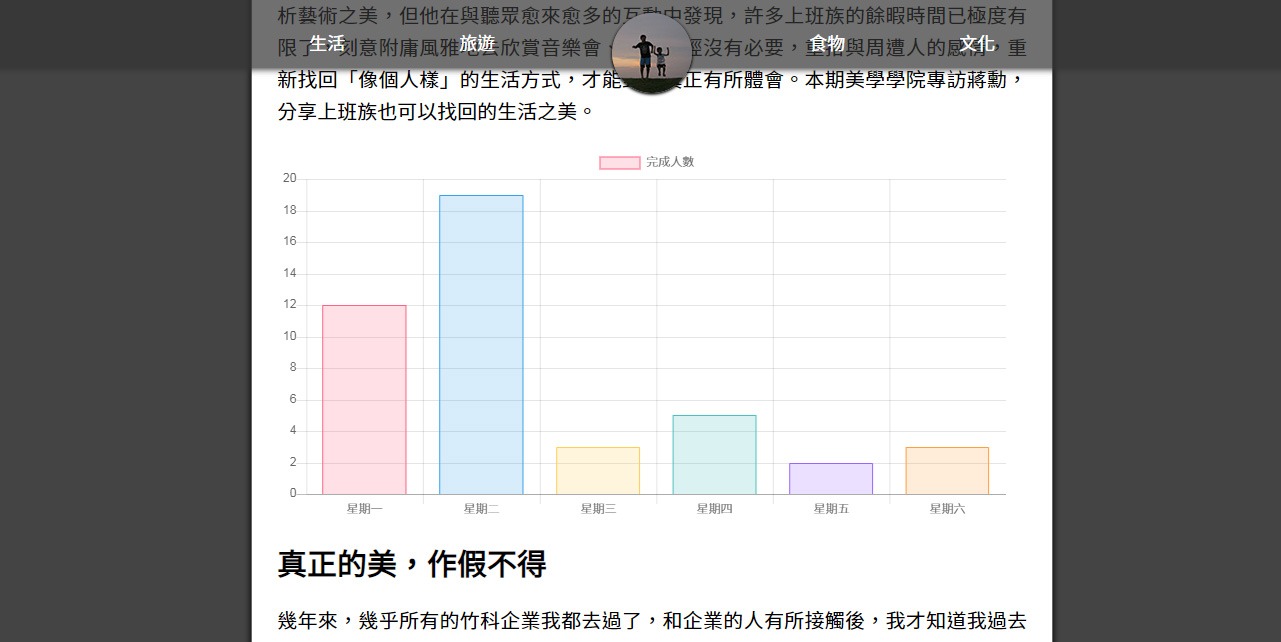 析藝術之美，但他在與聽眾愈來愈多的互動中發現，許多上班族的餘暇時間已極度有
生活
旅遊
食物
文化
限了，刻意附庸風雅地去欣賞音樂會、 經沒有必要，重拾與周遭人的感情，重
新找回「像個人樣」的生活方式，才能 正有所體會。本期美學學院專訪蔣勳，
分享上班族也可以找回的生活之美。
完成人數
20
18
16
14
12
10
8
6
4
2
0
星期一
星期二
星期三
星期四
星期五
星期六
真正的美，作假不得
幾年來，幾乎所有的竹科企業我都去過了，和企業的人有所接觸後，我才知道我過去